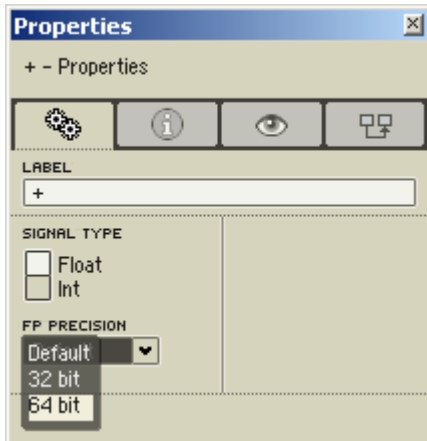 Properties
+ - Properties
LABEL
+
SIGNAL TYPE
Float
Int
FP PRECISION
Default
32 bit
64 bit